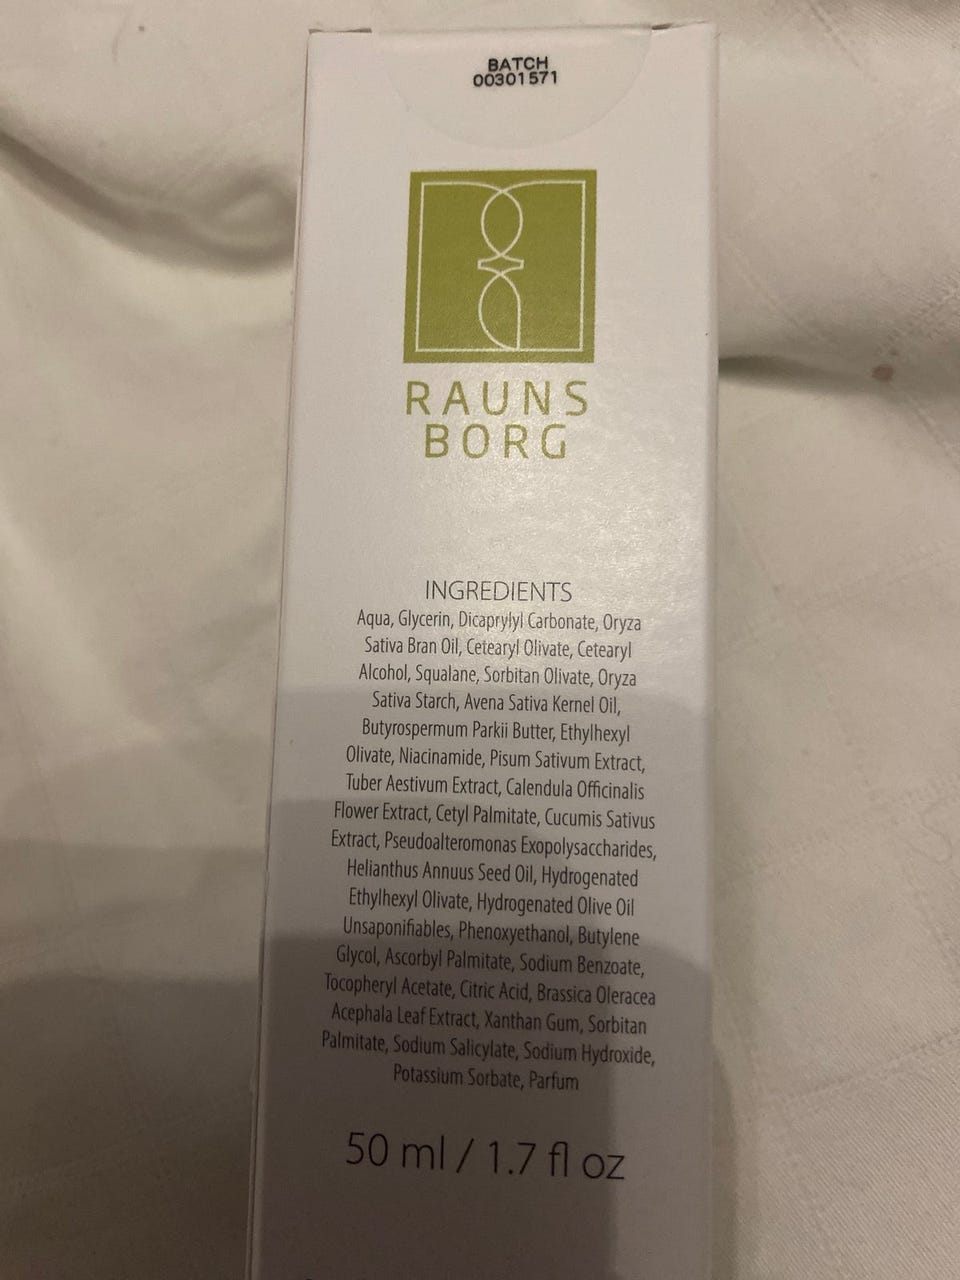 BATCH
00301571
RAUNS
BORG
INGREDIENTS
Aqua, Glycerin, Dicaprylyl Carbonate, Oryza
Sativa Bran Oil, Cetearyl Olivate, Cetearyl
Alcohol, Squalane, Sorbitan Olivate, Oryza
Sativa Starch, Avena Sativa Kernel Oil,
Butyrospermum Parkii Butter, Ethylhexyl
Olivate, Niacinamide, Pisum Sativum Extract,
Tuber Aestivum Extract, Calendula Officinalis
Flower Extract, Cetyl Palmitate, Cucumis Sativus
Extract, Pseudoalteromonas Exopolysaccharides,
Helianthus Annuus Seed Oil, Hydrogenated
Ethylhexyl Olivate, Hydrogenated Olive Oil
Unsaponifiables, Phenoxyethanol, Butylene
Glycol, Ascorbyl Palmitate, Sodium Benzoate,
Tocopheryl Acetate, Citric Acid, Brassica Oleracea
Acephala Leaf Extract, Xanthan Gum, Sorbitan
Palmitate, Sodium Salicylate, Sodium Hydroxide,
Potassium Sorbate, Parfum
50 ml / 1.7 fl oz